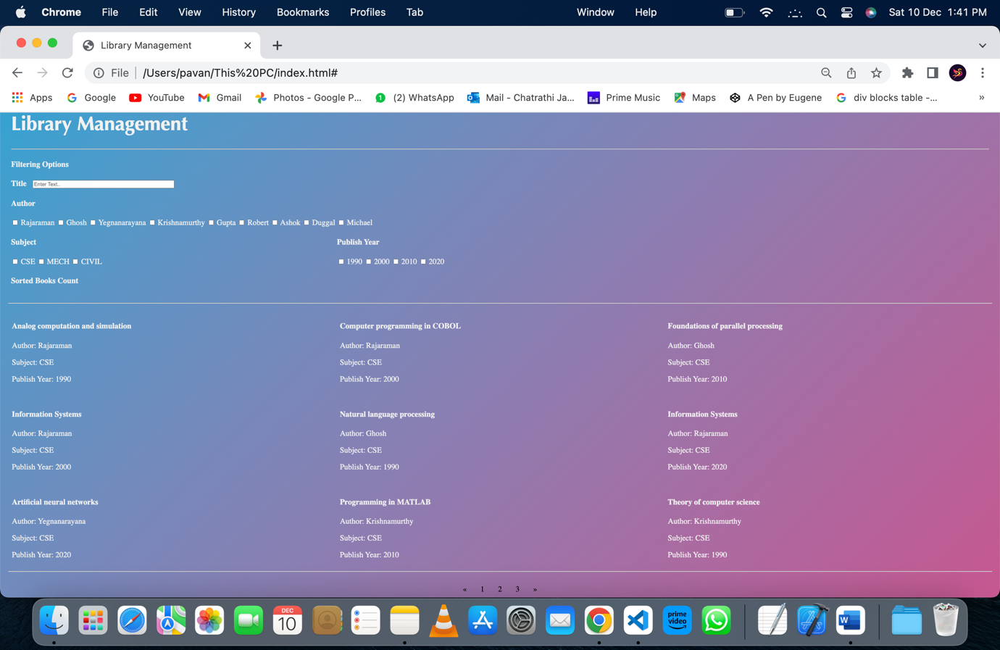 Chrome File Edit View History Bookmarks Profiles Tab Window Help Sat 10 Dec 1:41 PM
Library Management
File /Users/pavan/This%20PC/index.html#
Apps Google YouTube Gmail Photos - Google P... (2) WhatsApp Mail - Chatrathi Ja... Prime Music Maps A Pen by Eugene div blocks table -... »
Library Management
Filtering Options
Title Enter Text..
Author
Rajaraman Ghosh Yegnanarayana Krishnamurthy Gupta Robert Ashok Duggal Michael
Subject Publish Year
CSE MECH CIVIL 1990 2000 2010 2020
Sorted Books Count
Analog computation and simulation Computer programming in COBOL Foundations of parallel processing
Author: Rajaraman Author: Rajaraman Author: Ghosh
Subject: CSE Subject: CSE Subject: CSE
Publish Year: 1990 Publish Year: 2000 Publish Year: 2010
Information Systems Natural language processing Information Systems
Author: Rajaraman Author: Ghosh Author: Rajaraman
Subject: CSE Subject: CSE Subject: CSE
Publish Year: 2000 Publish Year: 1990 Publish Year: 2020
Artificial neural networks Programming in MATLAB Theory of computer science
Author: Yegnanarayana Author: Krishnamurthy Author: Krishnamurthy
Subject: CSE Subject: CSE Subject: CSE
Publish Year: 2020 Publish Year: 2010 Publish Year: 1990
« 1 2 3 »
DEC
10
prime
video
W